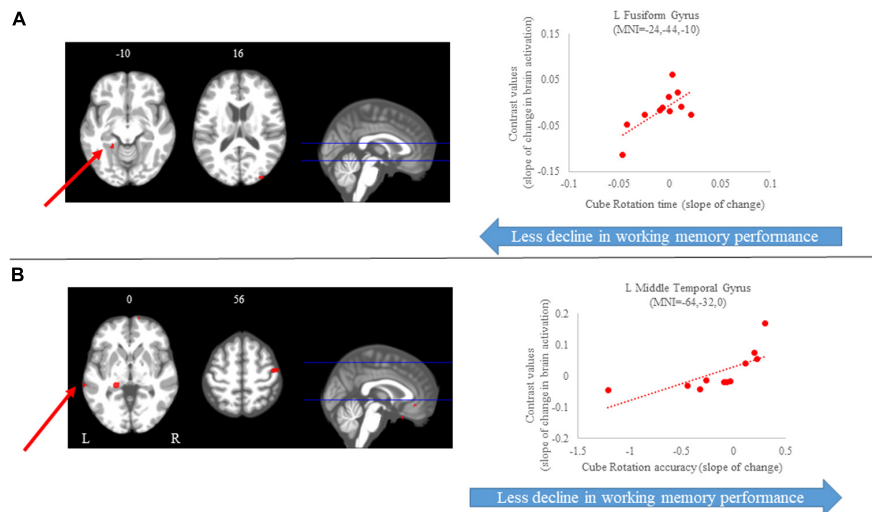 A
-10
16
L Fusiform Gyrus
(MNI=-24,-44,-10)
Contrast values
(slope of change in brain activation)
0.15
0.05
-0.05
-0.15
-0.1
-0.05
0
0.05
0.1
Cube Rotation time (slope of change)
Less decline in working memory performance
B
0
56
L
R
L Middle Temporal Gyrus
(MNI=-64,-32,0)
Contrast values
(slope of change in brain activation)
0.2
0.1
0
-0.1
-0.2
-1.5
-1
-0.5
0
0.5
Cube Rotation accuracy (slope of change)
Less decline in working memory performance